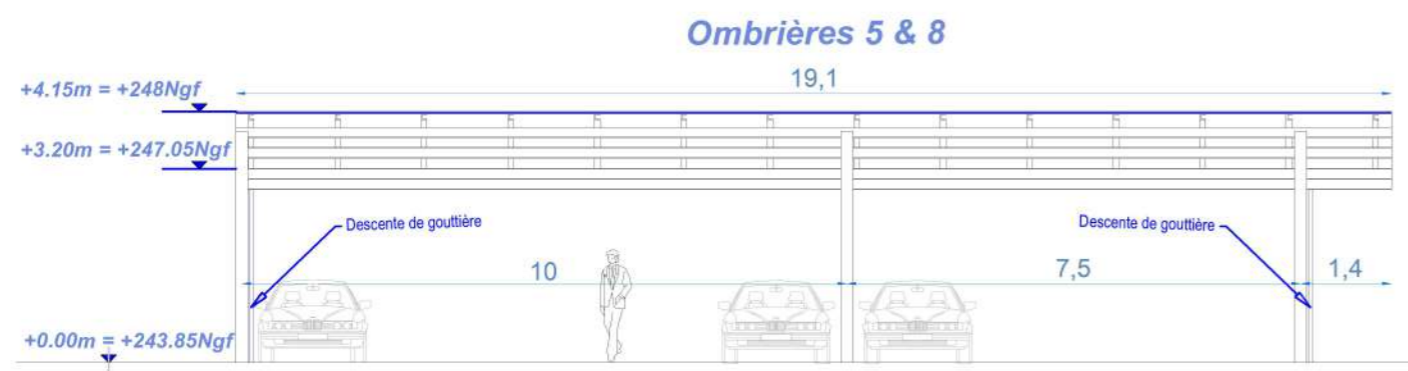 Ombrières 5 & 8
19,1
+4.15m = +248Ngf
+3.20m = +247.05Ngf
Descente de gouttière
Descente de gouttière
10
7,5
1,4
+0.00m = +243.85Ngf